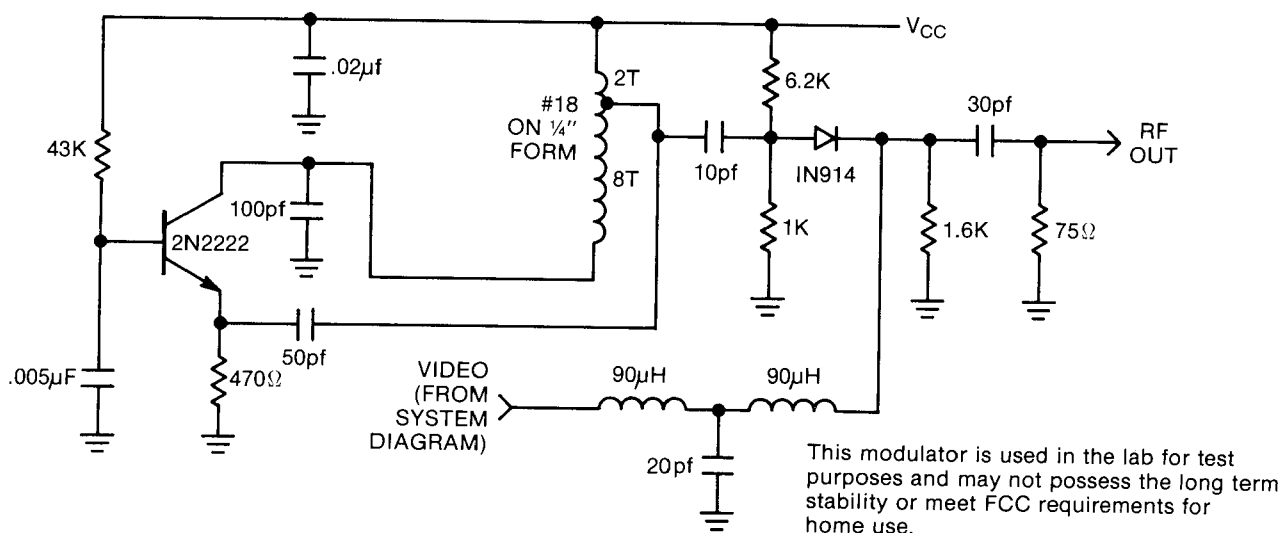 VCC
.02µf
2T
#18
ON ¼"
FORM
8T
6.2K
30pf
RF
OUT
43K
10pf
IN914
100pf
2N2222
1K
1.6K
75Ω
50pf
.005µF
470Ω
VIDEO
(FROM
SYSTEM
DIAGRAM)
90µH
90µH
20pf
This modulator is used in the lab for test
purposes and may not possess the long term
stability or meet FCC requirements for
home use.